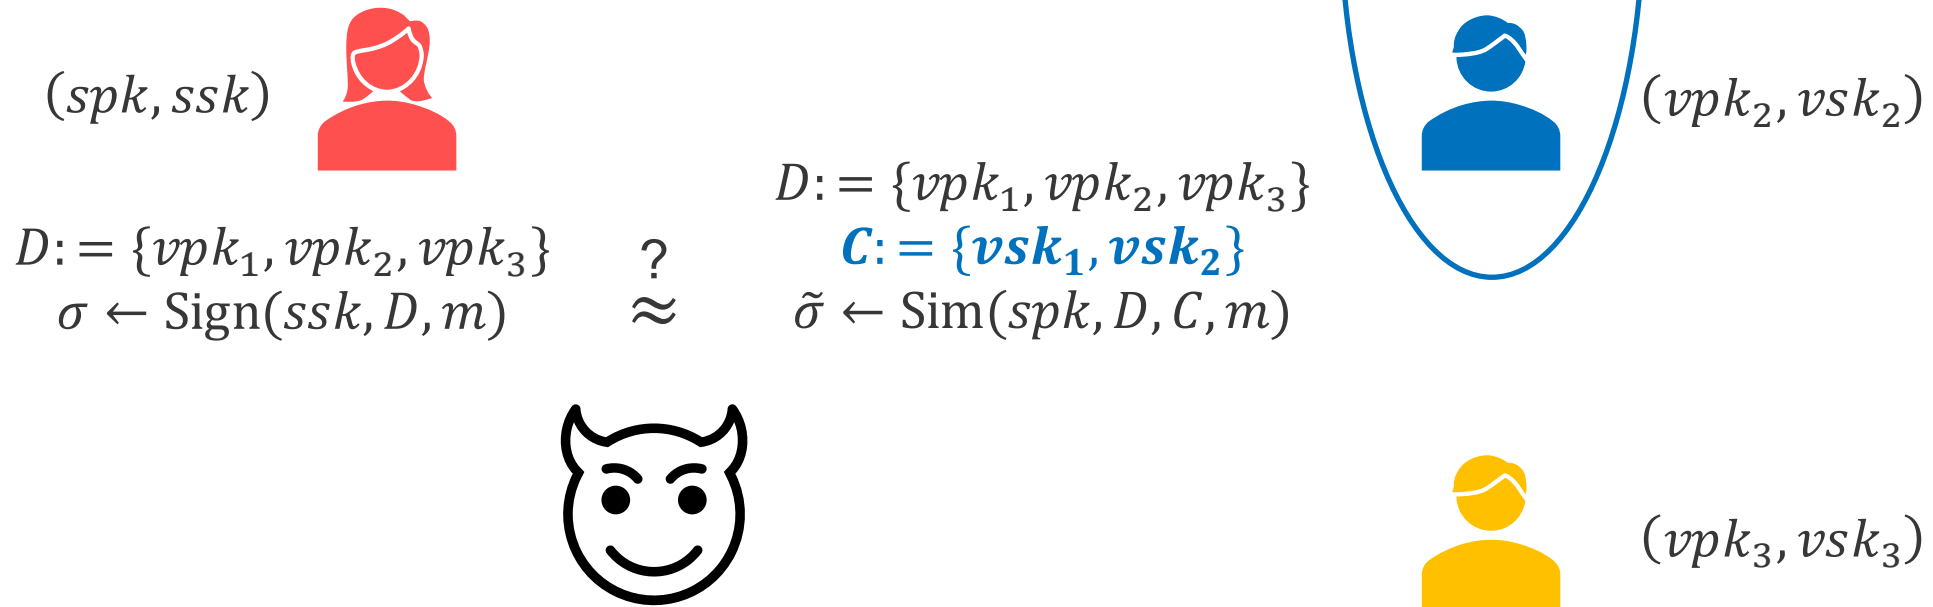 (spk, ssk)
(vpk₂, vsk₂)
D: = {vpk₁, vpk₂, vpk₃}
σ ← Sign(ssk, D, m)
?
≈
D: = {vpk₁, vpk₂, vpk₃}
C: = {vsk₁, vsk₂}
σ̃ ← Sim(spk, D, C, m)
(vpk₃, vsk₃)